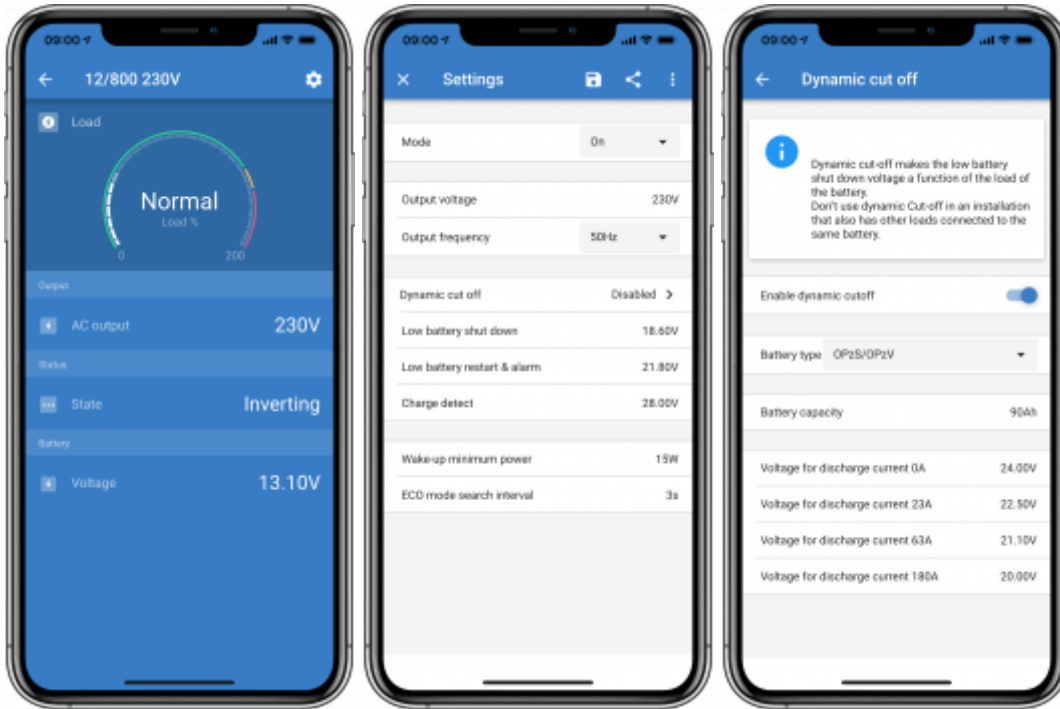 09:00
12/800 230V
Load
Normal
Load %
0
200
Output
AC output
230V
Status
State
Inverting
Battery
Voltage
13.10V
09:00
Settings
Mode
On
Output voltage
230V
Output frequency
50Hz
Dynamic cut off
Disabled
Low battery shut down
18.60V
Low battery restart & alarm
21.80V
Charge detect
28.00V
Wake-up minimum power
15W
ECO mode search interval
3s
09:00
Dynamic cut off
Dynamic cut-off makes the low battery
shut down voltage a function of the load of
the battery.
Don't use dynamic Cut-off in an installation
that also has other loads connected to the
same battery.
Enable dynamic cutoff
Battery type
OPzS/OPzV
Battery capacity
90Ah
Voltage for discharge current 0A
24.00V
Voltage for discharge current 23A
22.50V
Voltage for discharge current 63A
21.10V
Voltage for discharge current 180A
20.00V